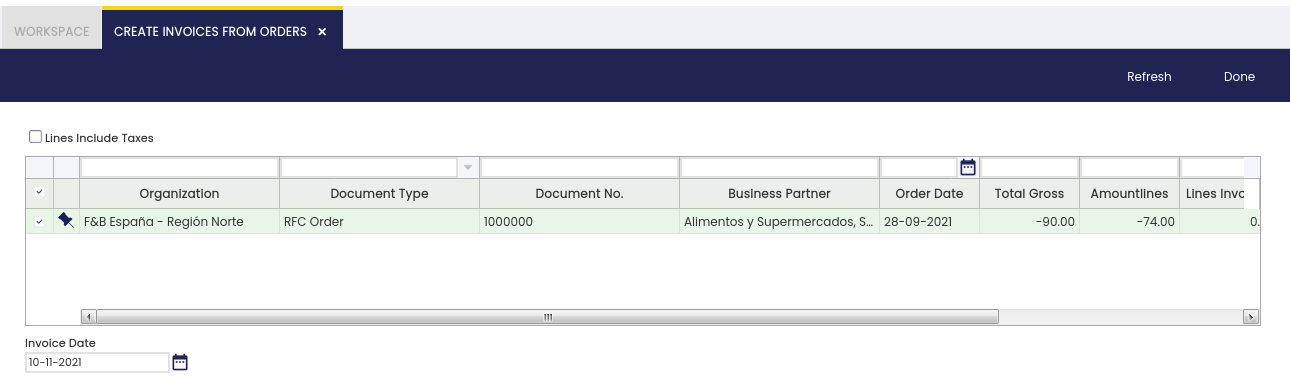 WORKSPACE CREATE INVOICES FROM ORDERS ×
Refresh Done
Lines Include Taxes
Organization Document Type Document No. Business Partner Order Date Total Gross Amountlines Lines Invo
F&B España - Región Norte RFC Order 1000000 Alimentos y Supermercados, S... 28-09-2021 -90.00 -74.00 0.
Invoice Date
10-11-2021